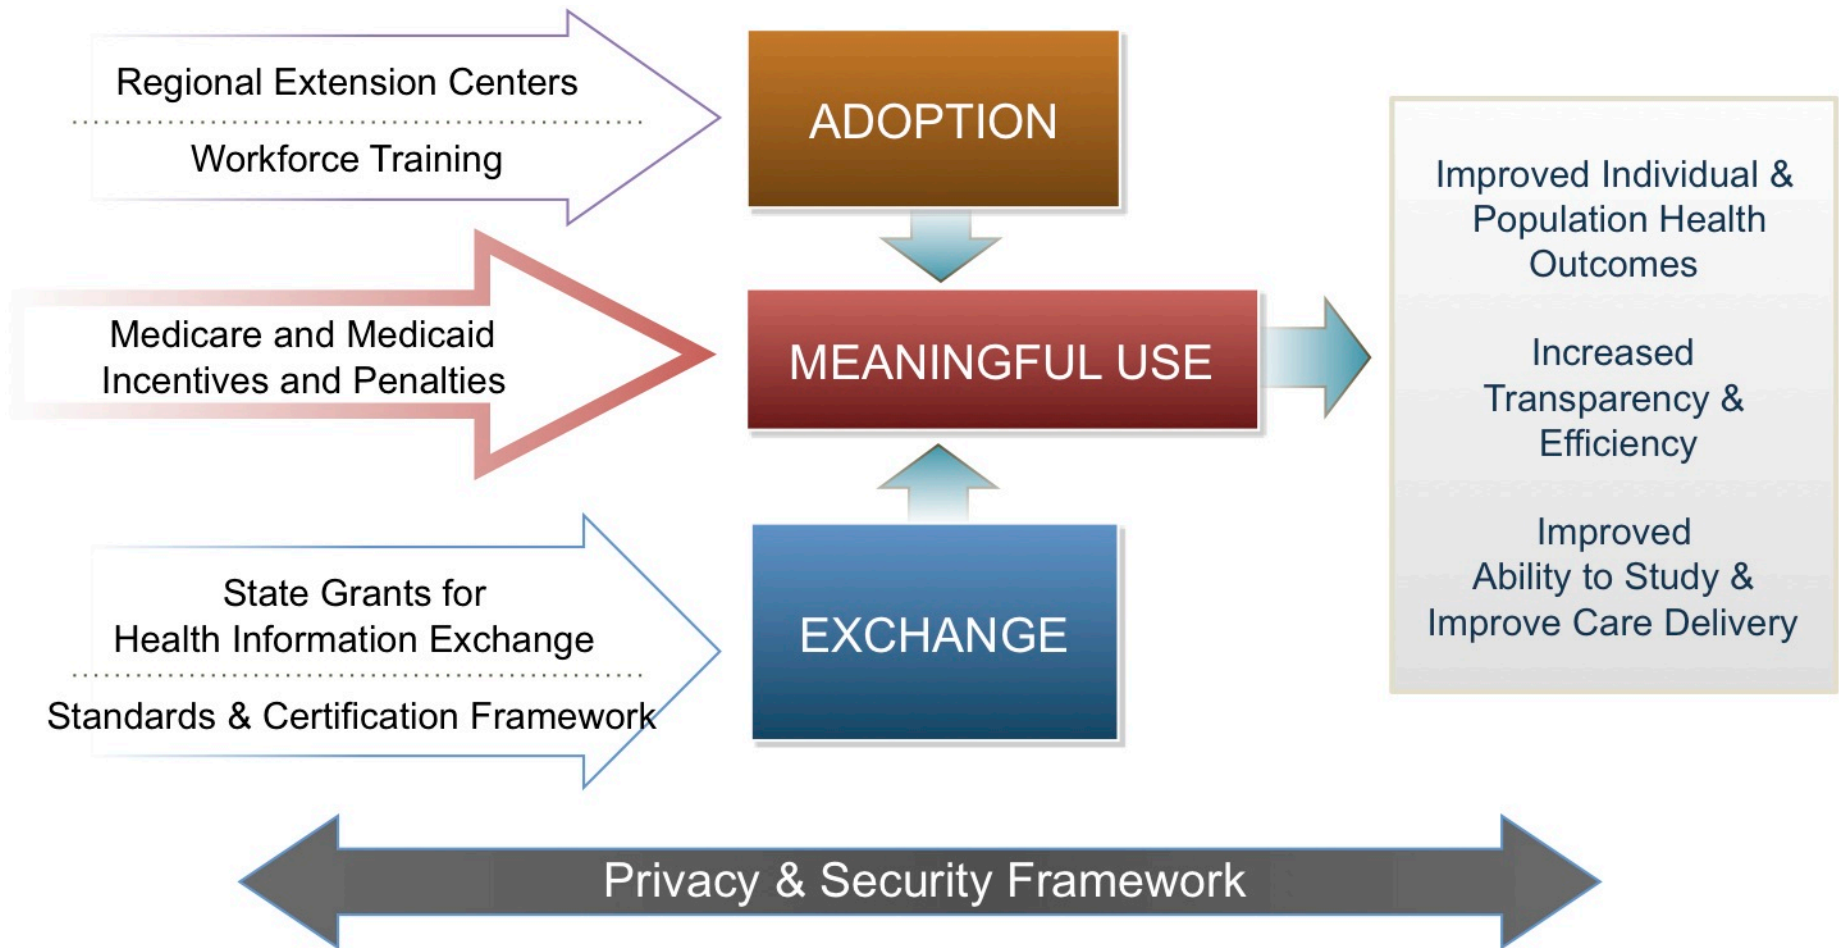 Regional Extension Centers
Workforce Training
ADOPTION
Medicare and Medicaid
Incentives and Penalties
MEANINGFUL USE
State Grants for
Health Information Exchange
Standards & Certification Framework
EXCHANGE
Improved Individual &
Population Health
Outcomes
Increased
Transparency &
Efficiency
Improved
Ability to Study &
Improve Care Delivery
Privacy & Security Framework